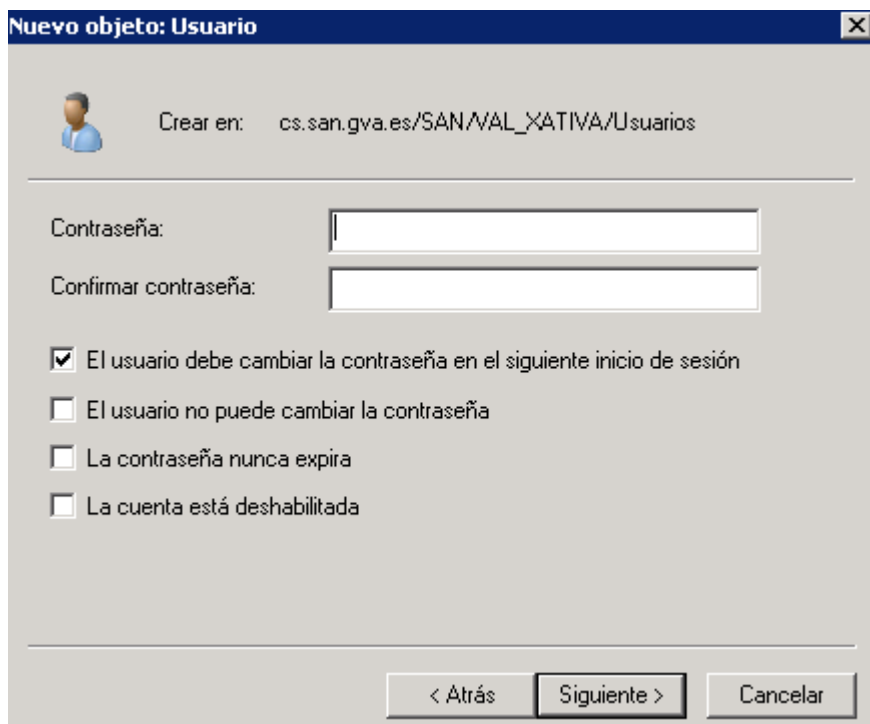 Nuevo objeto: Usuario
Crear en: cs.san.gva.es/SAN/VAL_XATIVA/Usuarios
Contraseña:
Confirmar contraseña:
El usuario debe cambiar la contraseña en el siguiente inicio de sesión
El usuario no puede cambiar la contraseña
La contraseña nunca expira
La cuenta está deshabilitada
< Atrás Siguiente > Cancelar